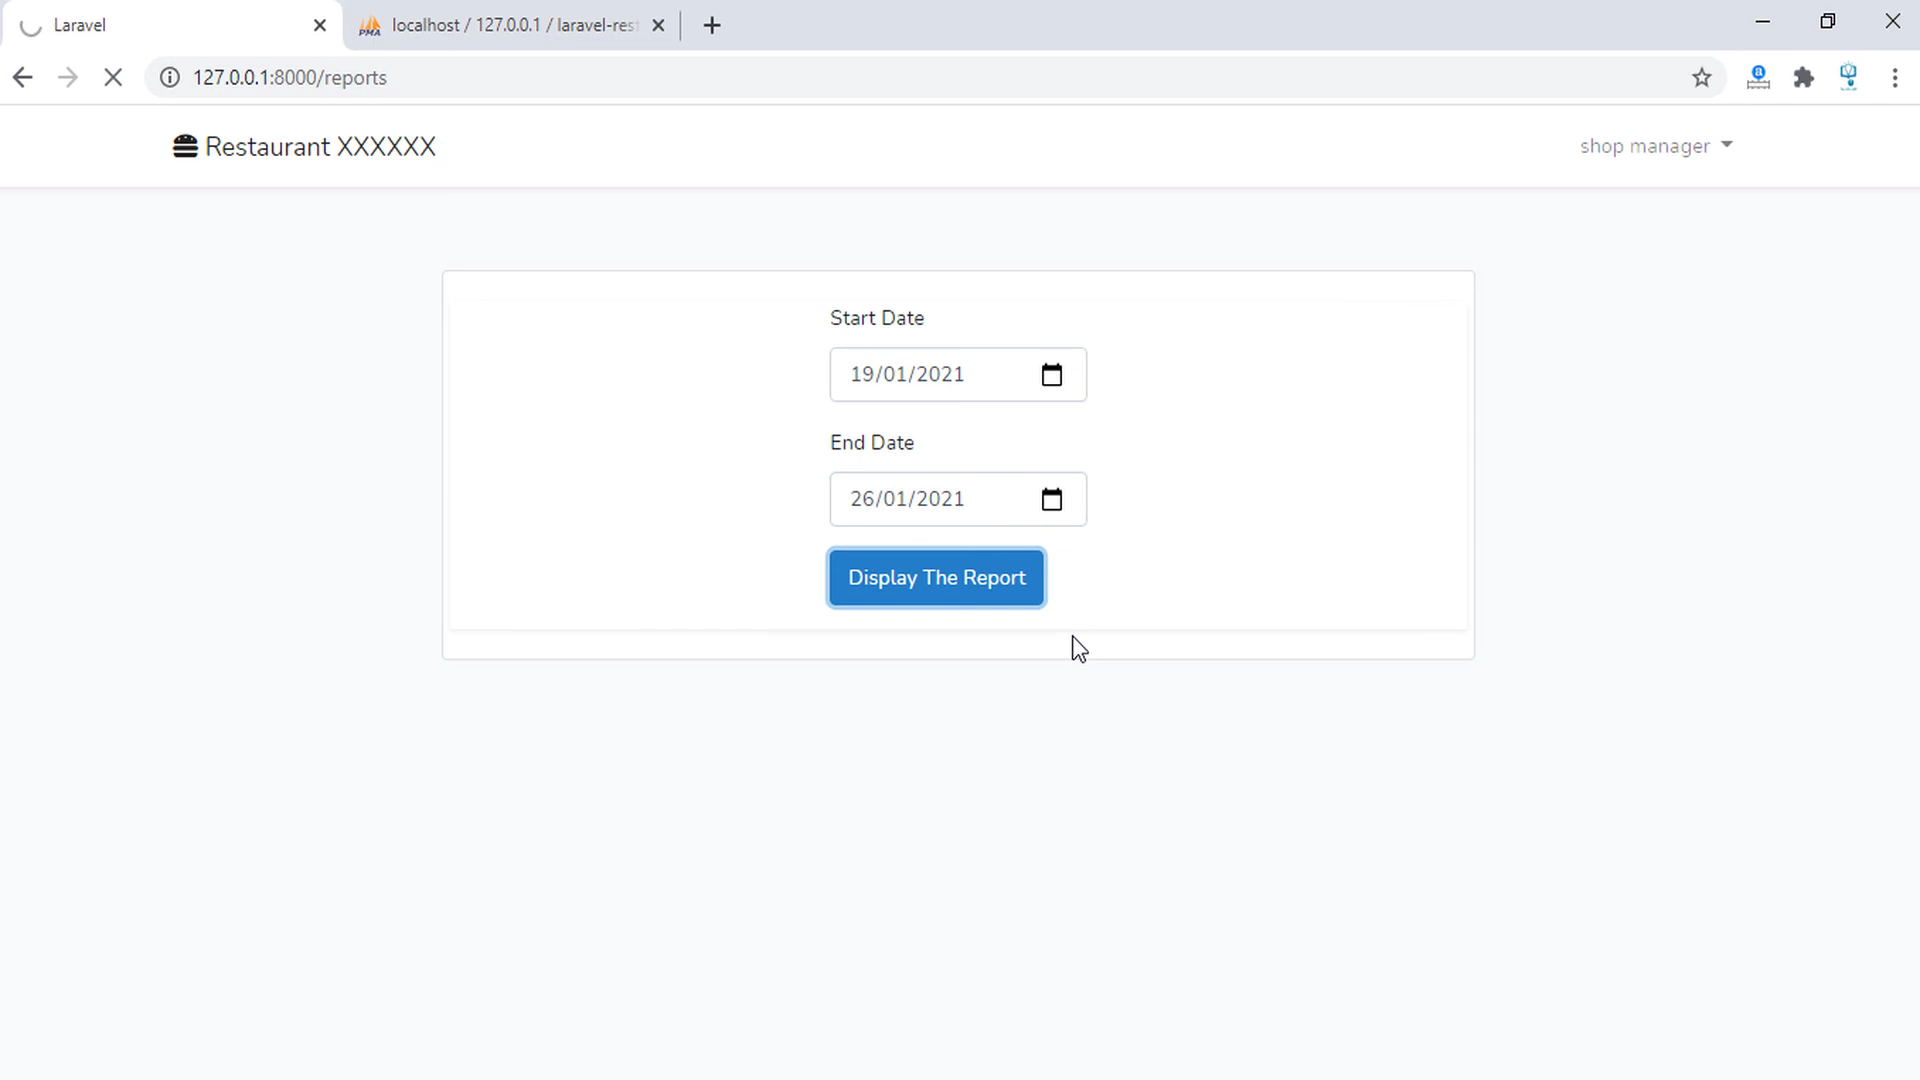 Laravel
localhost / 127.0.0.1 / laravel-rest
127.0.0.1:8000/reports
Restaurant XXXXXX
shop manager
Start Date
19/01/2021
End Date
26/01/2021
Display The Report